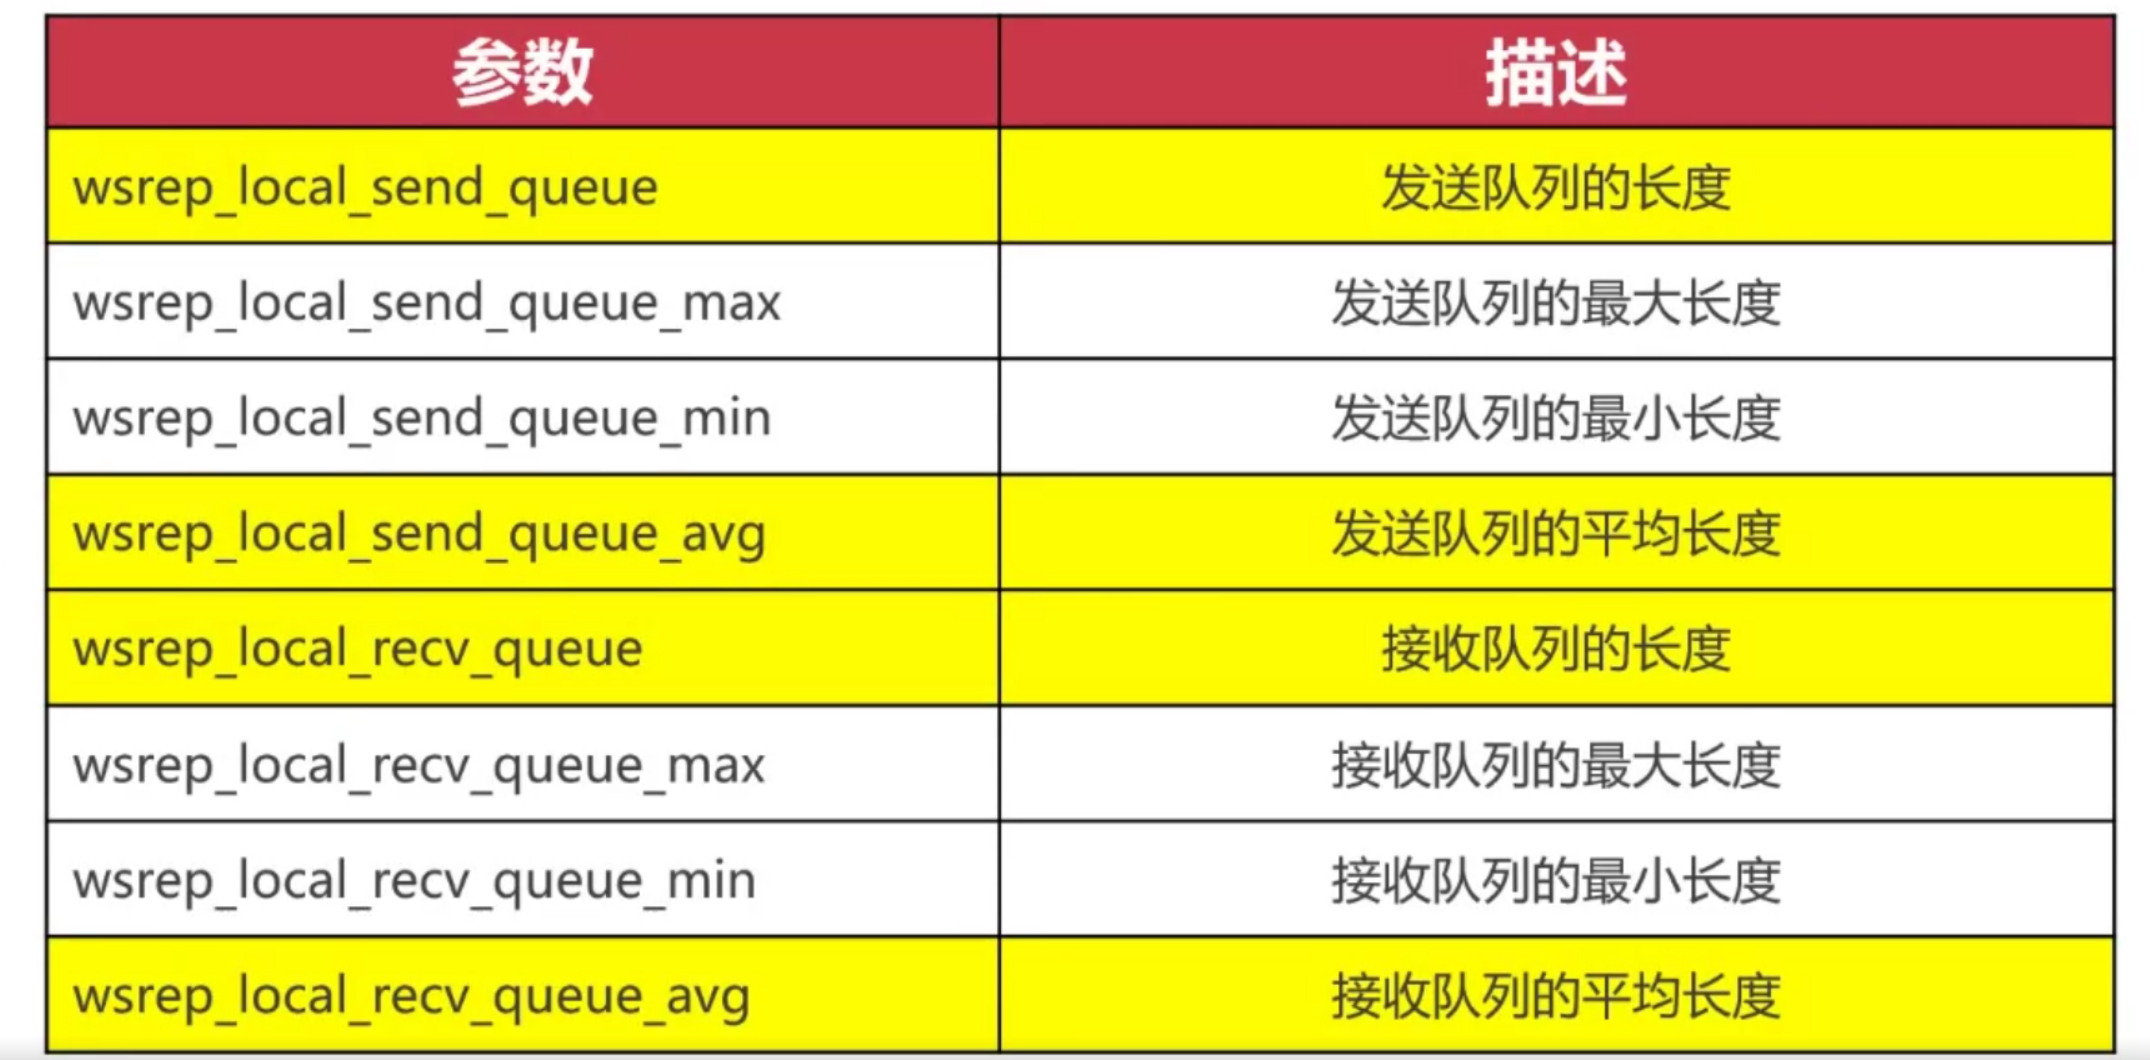 参数 描述
wsrep_local_send_queue 发送队列的长度
wsrep_local_send_queue_max 发送队列的最大长度
wsrep_local_send_queue_min 发送队列的最小长度
wsrep_local_send_queue_avg 发送队列的平均长度
wsrep_local_recv_queue 接收队列的长度
wsrep_local_recv_queue_max 接收队列的最大长度
wsrep_local_recv_queue_min 接收队列的最小长度
wsrep_local_recv_queue_avg 接收队列的平均长度